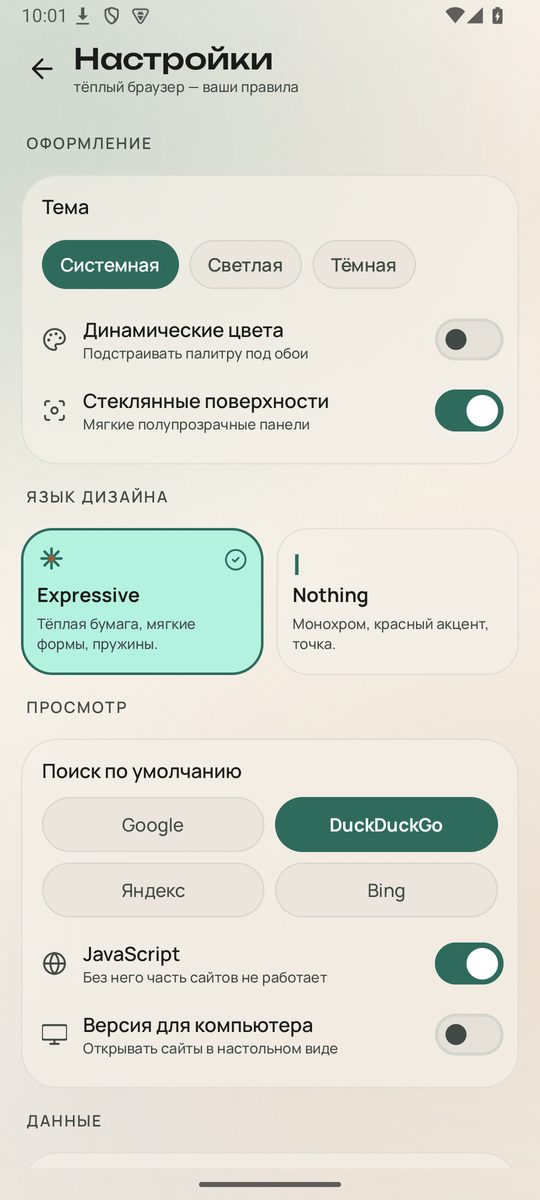 10:01
Настройки
тёплый браузер — ваши правила
ОФОРМЛЕНИЕ
Тема
Системная
Светлая
Тёмная
Динамические цвета
Подстраивать палитру под обои
Стеклянные поверхности
Мягкие полупрозрачные панели
ЯЗЫК ДИЗАЙНА
Expressive
Тёплая бумага, мягкие
формы, пружины.
Nothing
Монохром, красный акцент,
точка.
ПРОСМОТР
Поиск по умолчанию
Google
DuckDuckGo
Яндекс
Bing
JavaScript
Без него часть сайтов не работает
Версия для компьютера
Открывать сайты в настольном виде
ДАННЫЕ